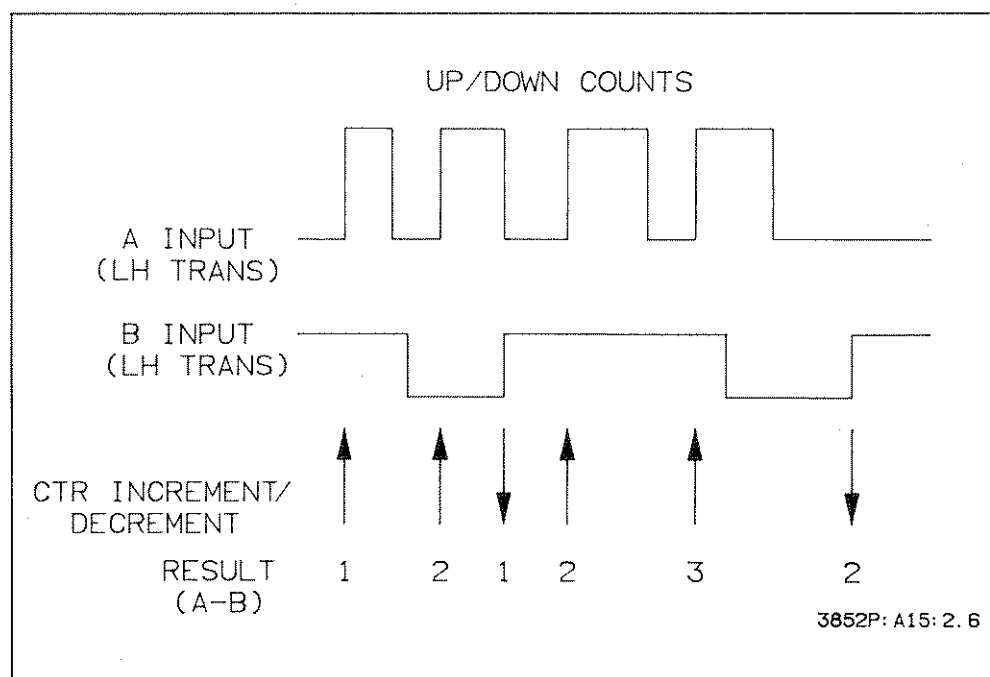 UP/DOWN COUNTS
A INPUT
(LH TRANS)
B INPUT
(LH TRANS)
CTR INCREMENT/
DECREMENT
RESULT 1 2 1 2 3 2
(A-B)
3852P: A15: 2. 6